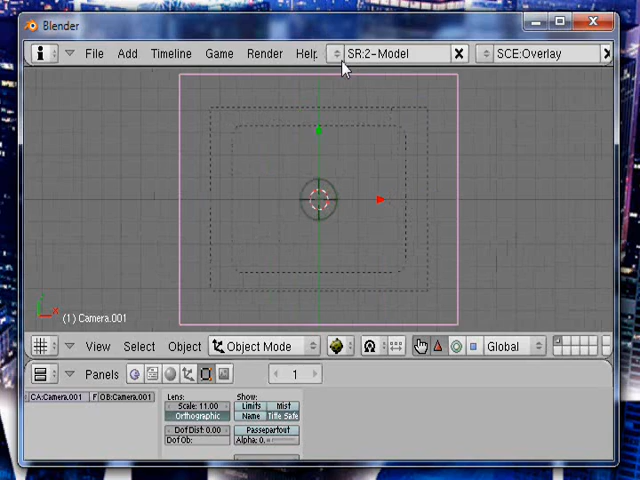 Blender
File Add Timeline Game Render Help SR:2-Model SCE:Overlay
(1) Camera.001
View Select Object Object Mode Global
Panels 1
CA:Camera.001 F OB:Camera.001
Lens: Show:
Scale: 11.00 Limits Mist
Orthographic Name Title Safe
Dof Dist: 0.00 Passepartout
Dof Ob: Alpha: 0.